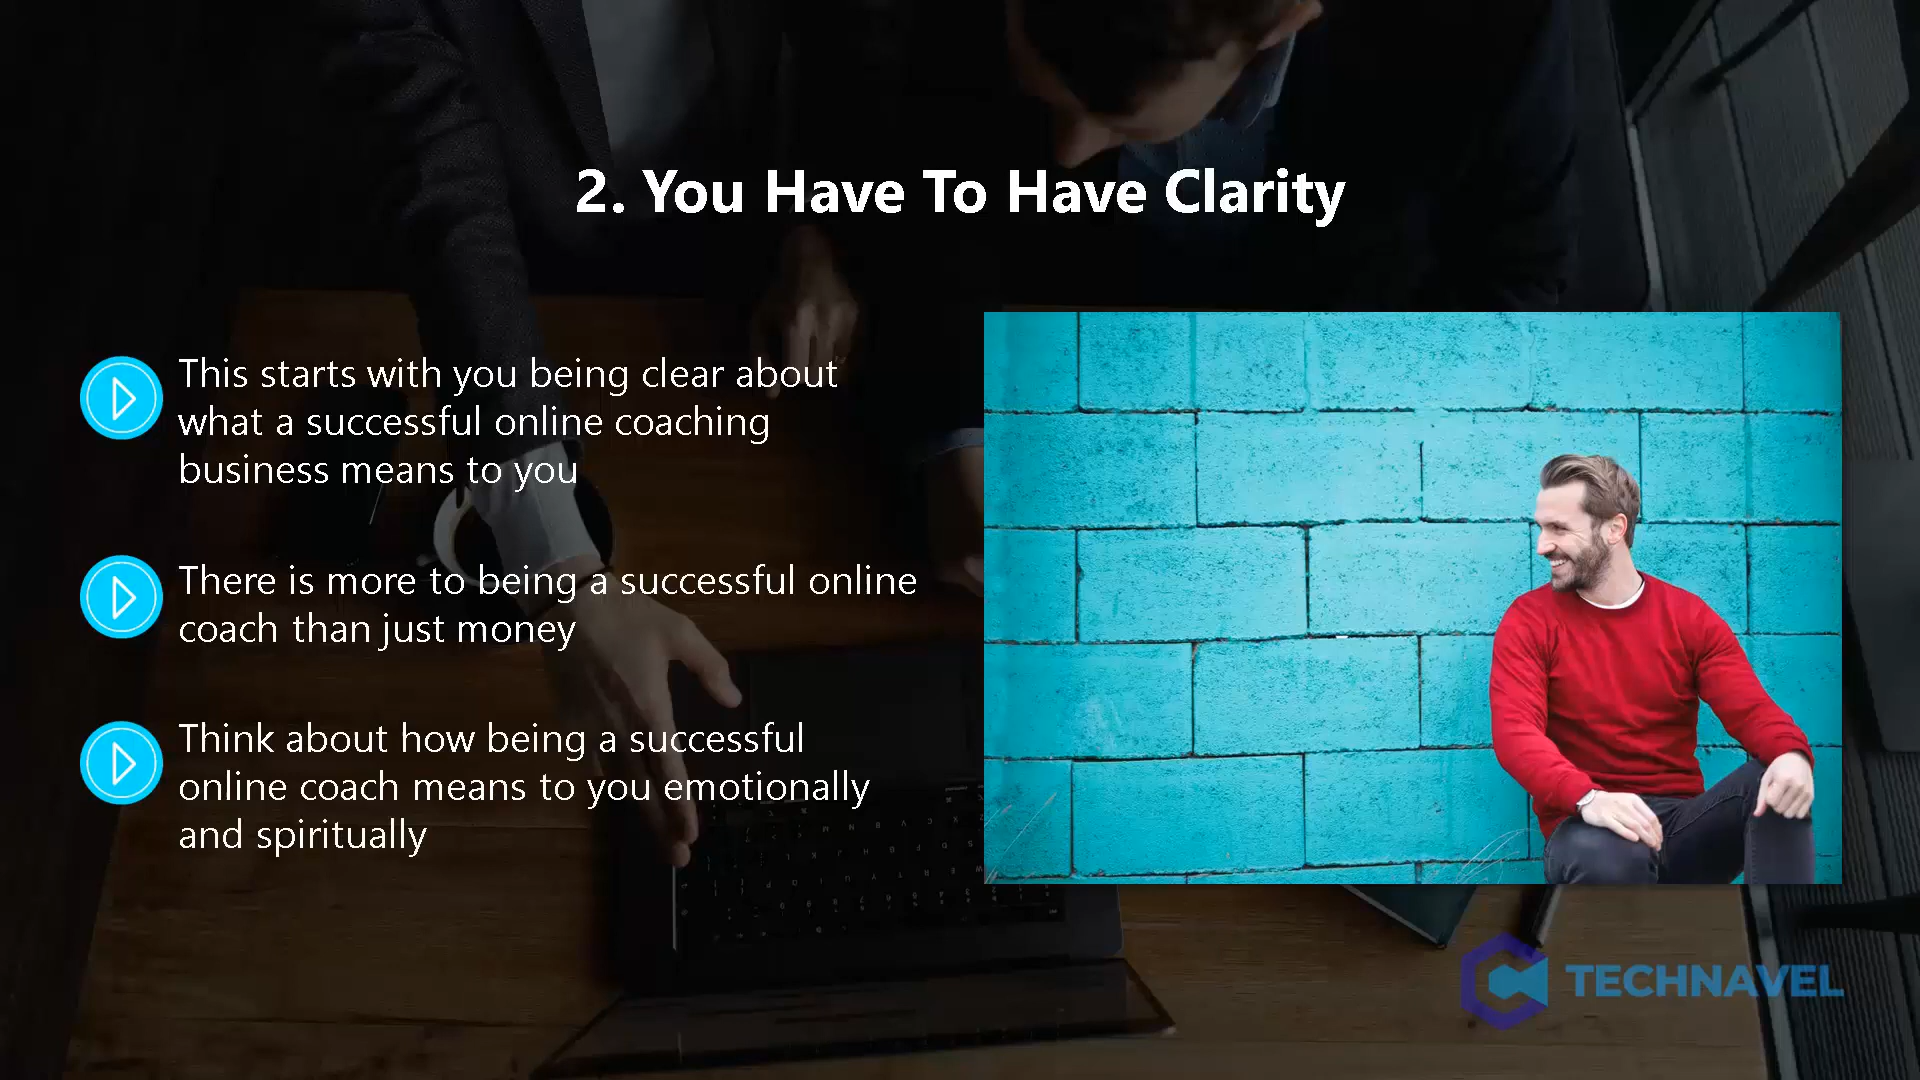 2. You Have To Have Clarity
This starts with you being clear about
what a successful online coaching
business means to you
There is more to being a successful online
coach than just money
Think about how being a successful
online coach means to you emotionally
and spiritually
TECHNAVEL